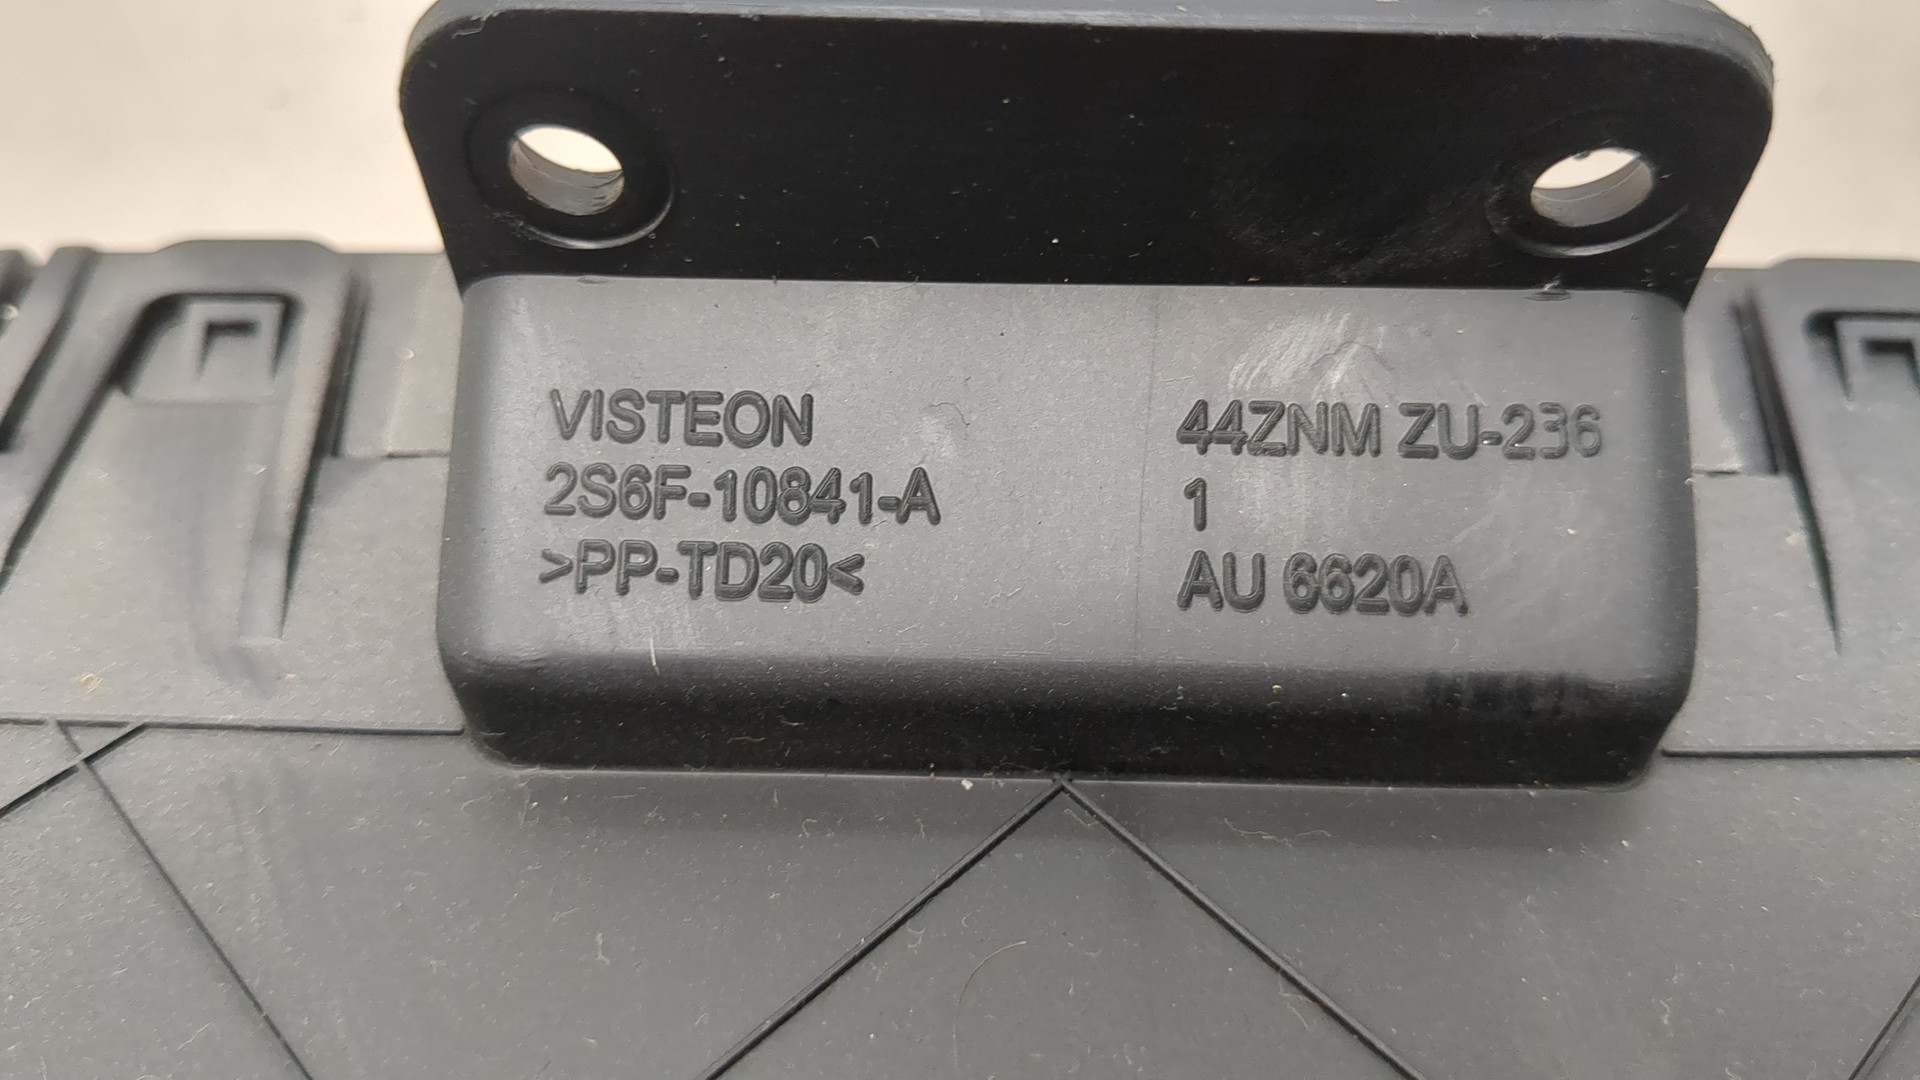 VISTEON
2S6F-10841-A
>PP-TD20<
44ZNM ZU-236
1
AU 6620A